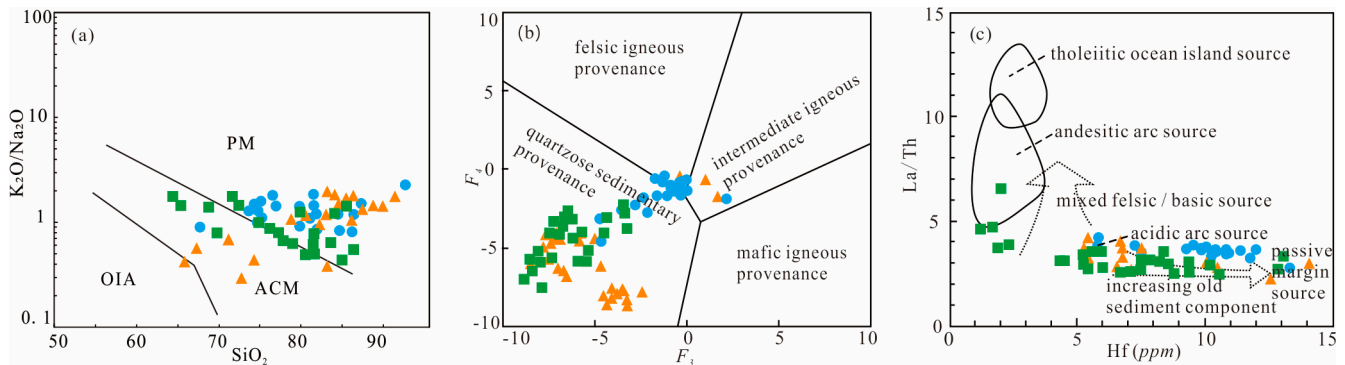 (a)
100
10
1
0.1
K₂O/Na₂O
PM
OIA
ACM
50
60
70
80
90
SiO₂
(b)
10
5
0
-5
-10
F₄
felsic igneous
provenance
quartzose sedimentary
provenance
intermediate igneous
provenance
mafic igneous
provenance
-10
-5
0
5
10
F₃
(c)
15
10
5
0
La/Th
tholeiitic ocean island source
andesitic arc source
mixed felsic / basic source
acidic arc source
passive
margin
source
increasing old
sediment component
0
5
10
15
Hf (ppm)